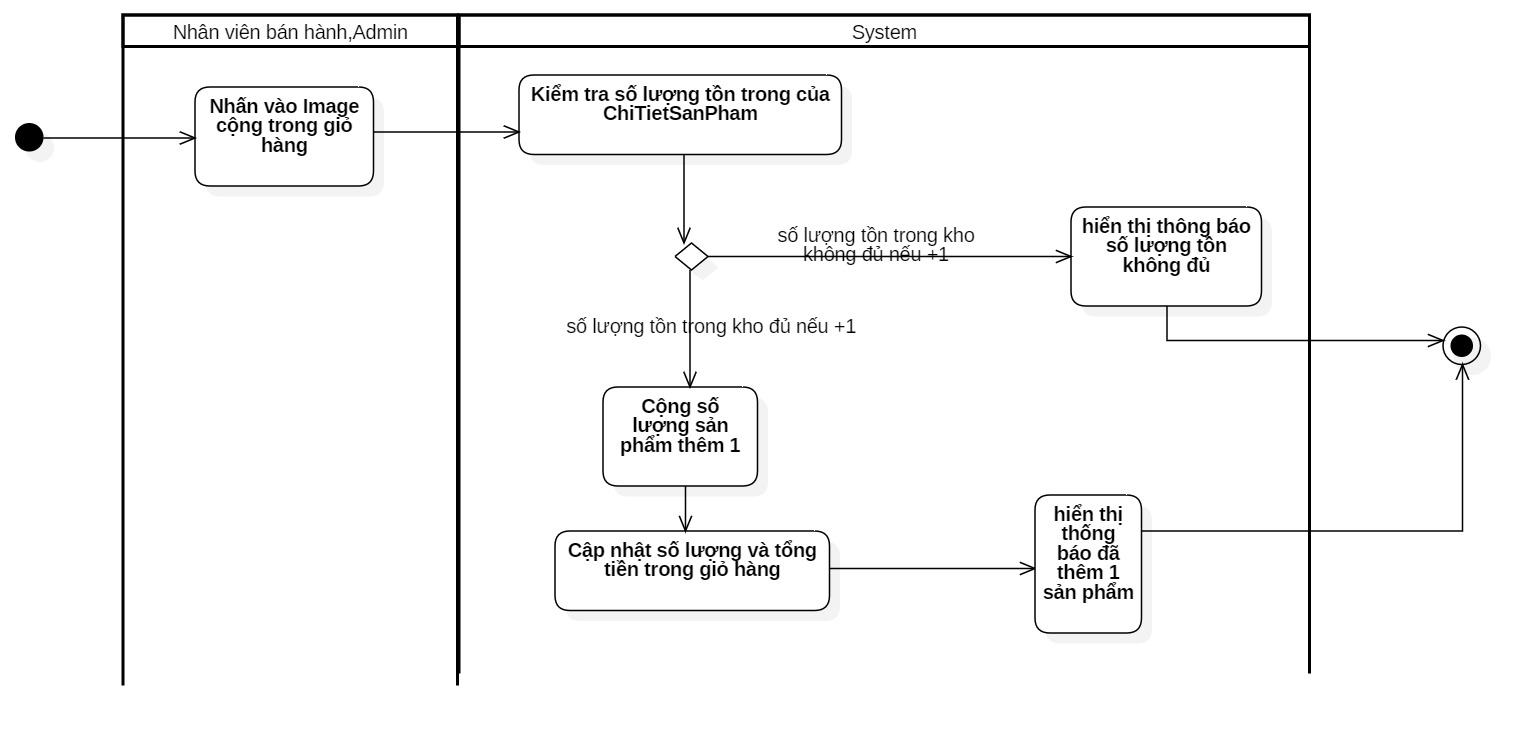 Nhân viên bán hành,Admin
System
Nhấn vào Image
cộng trong giỏ
hàng
Kiểm tra số lượng tồn trong của
ChiTietSanPham
số lượng tồn trong kho
không đủ nếu +1
hiển thị thông báo
số lượng tồn
không đủ
số lượng tồn trong kho đủ nếu +1
Cộng số
lượng sản
phẩm thêm 1
Cập nhật số lượng và tổng
tiền trong giỏ hàng
hiển thị
thống
báo đã
thêm 1
sản phẩm